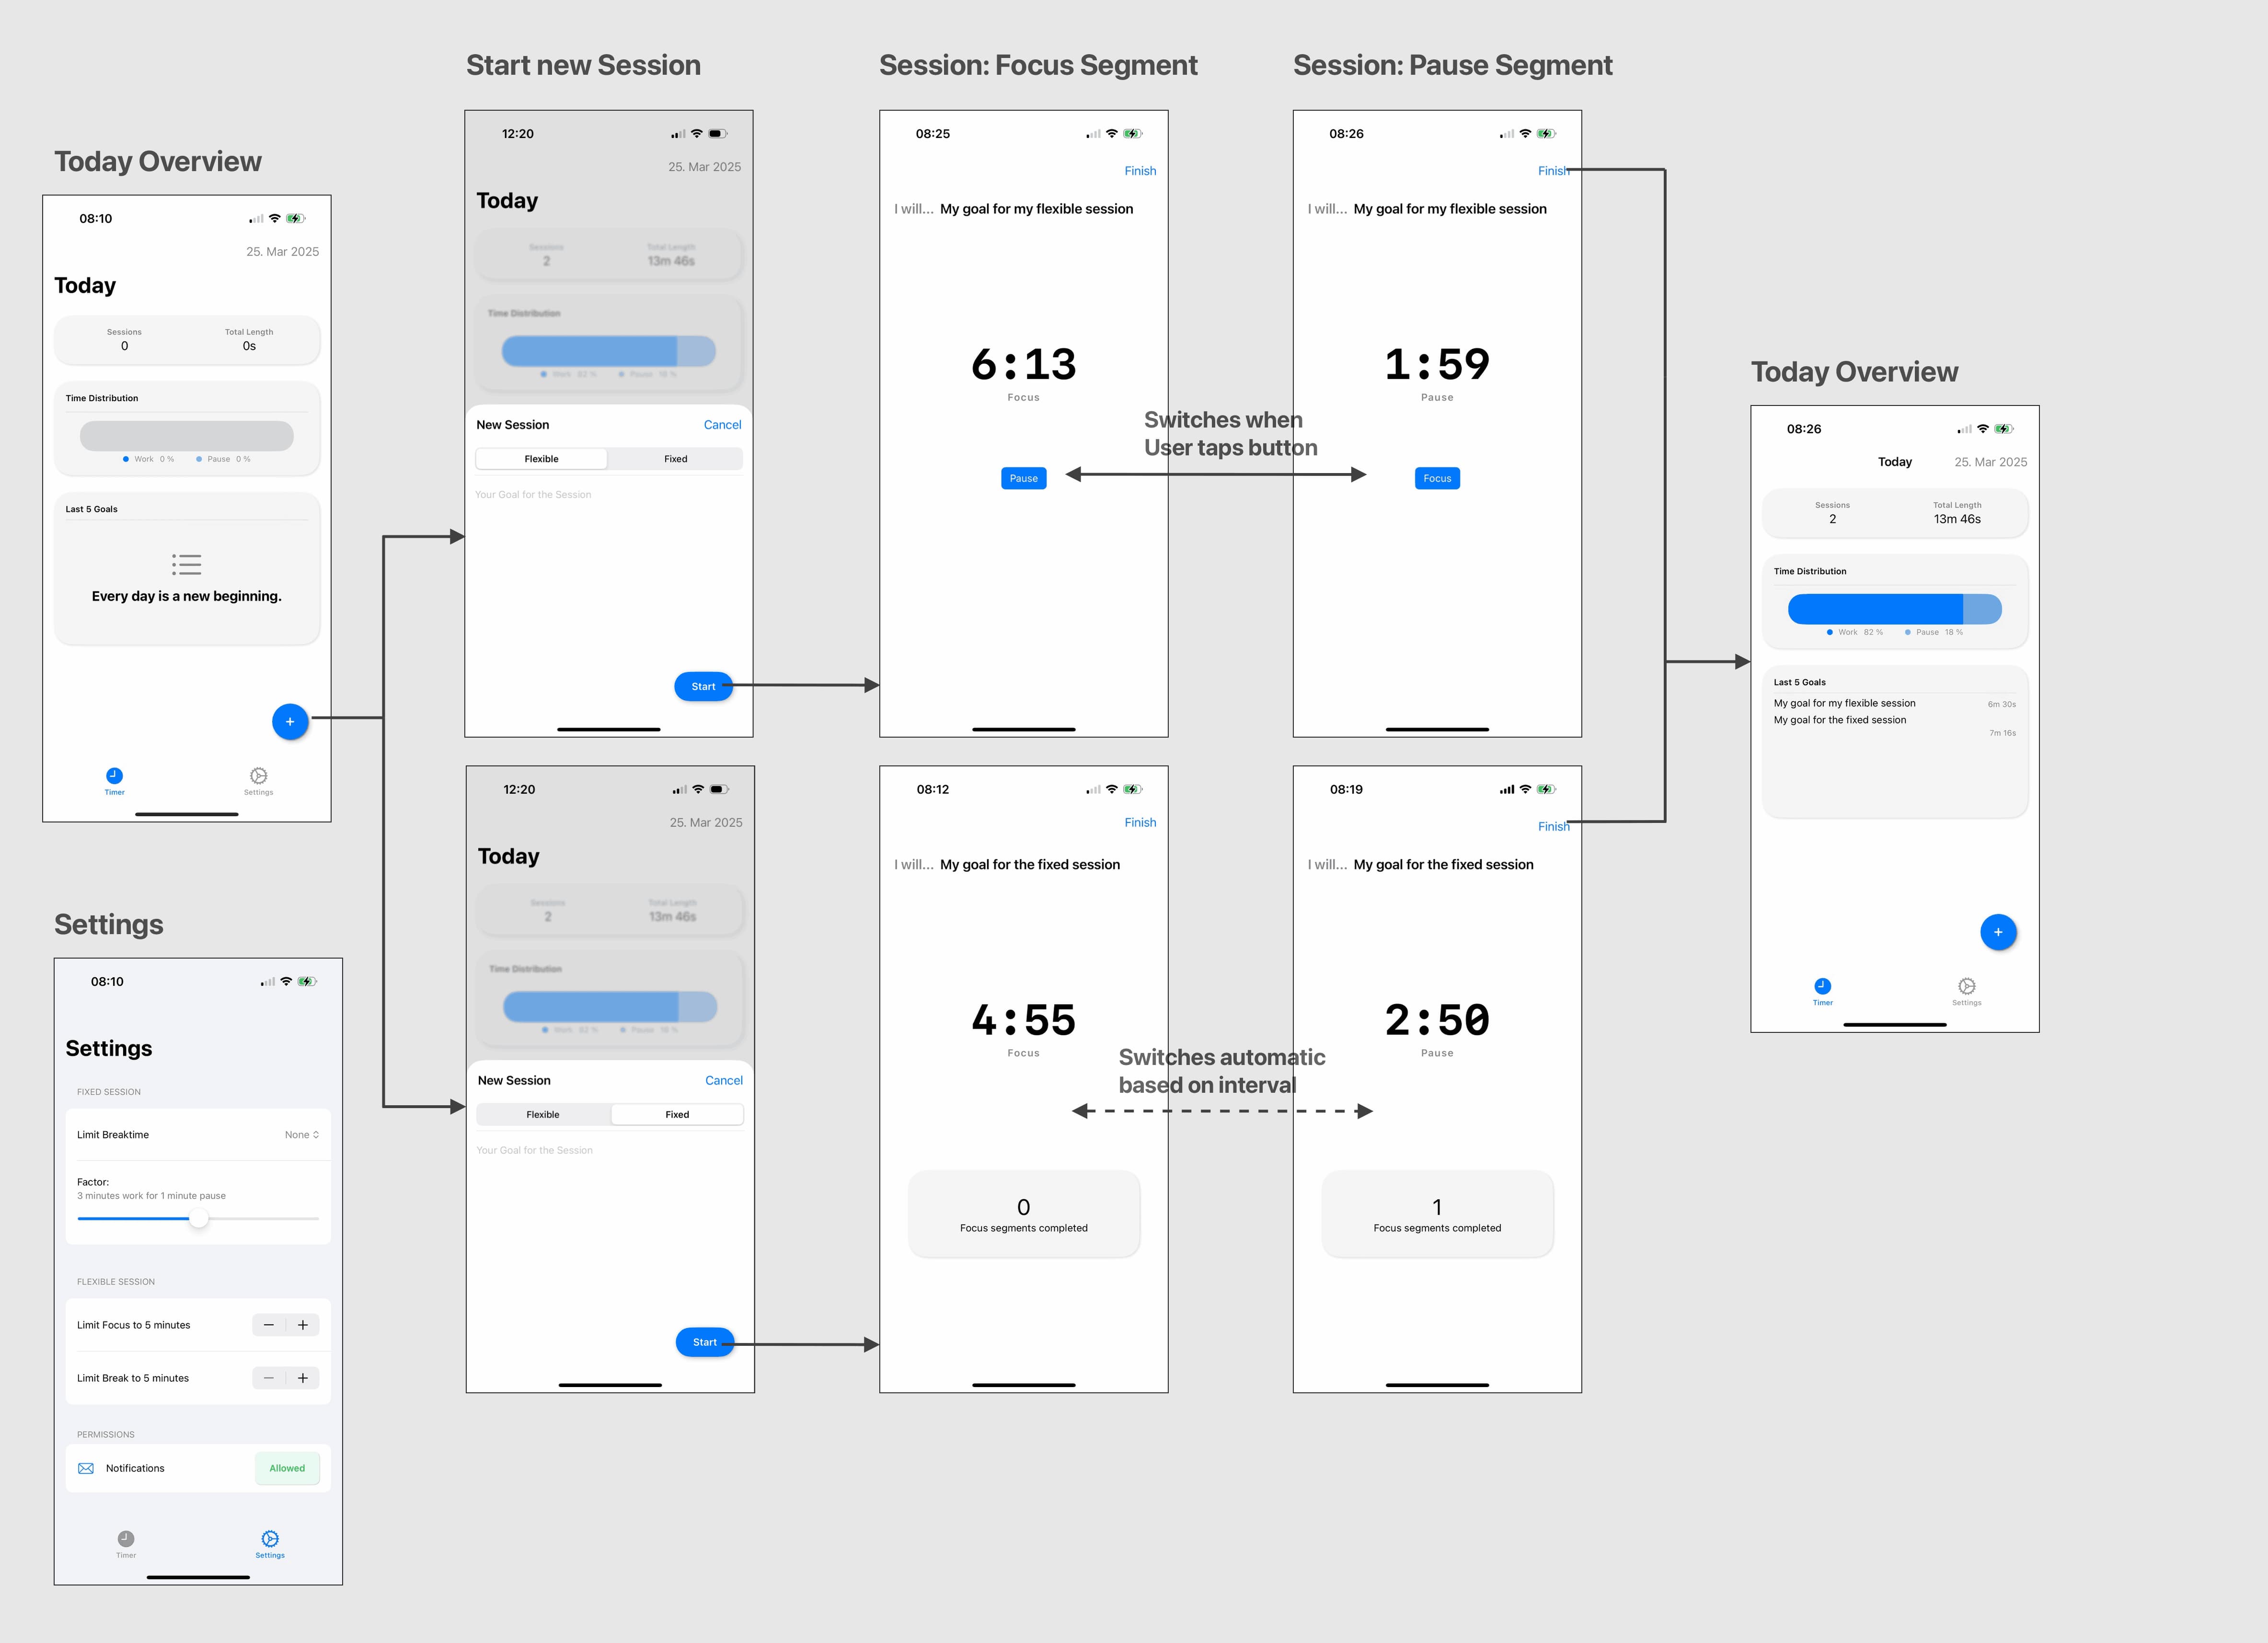 Today Overview
08:10
25. Mar 2025
Today
Sessions
0
Total Length
0s
Time Distribution
Work 0 %
Pause 0 %
Last 5 Goals
Every day is a new beginning.
+
Timer
Settings
Settings
08:10
Settings
FIXED SESSION
Limit Breaktime
None
Factor:
3 minutes work for 1 minute pause
FLEXIBLE SESSION
Limit Focus to 5 minutes
− +
Limit Break to 5 minutes
− +
PERMISSIONS
Notifications
Allowed
Timer
Settings
Start new Session
12:20
25. Mar 2025
Today
Sessions
2
Total Length
13m 46s
Time Distribution
Work 82 %
Pause 18 %
New Session
Cancel
Flexible
Fixed
Your Goal for the Session
Start
12:20
25. Mar 2025
Today
Sessions
2
Total Length
13m 46s
Time Distribution
Work 82 %
Pause 18 %
New Session
Cancel
Flexible
Fixed
Your Goal for the Session
Start
Session: Focus Segment
08:25
Finish
I will... My goal for my flexible session
6:13
Focus
Pause
Switches when
User taps button
08:12
Finish
I will... My goal for the fixed session
4:55
Focus
Switches automatic
based on interval
0
Focus segments completed
Session: Pause Segment
08:26
Finish
I will... My goal for my flexible session
1:59
Pause
Focus
08:19
Finish
I will... My goal for the fixed session
2:50
Pause
1
Focus segments completed
Today Overview
08:26
Today
25. Mar 2025
Sessions
2
Total Length
13m 46s
Time Distribution
Work 82 %
Pause 18 %
Last 5 Goals
My goal for my flexible session
6m 30s
My goal for the fixed session
7m 16s
+
Timer
Settings